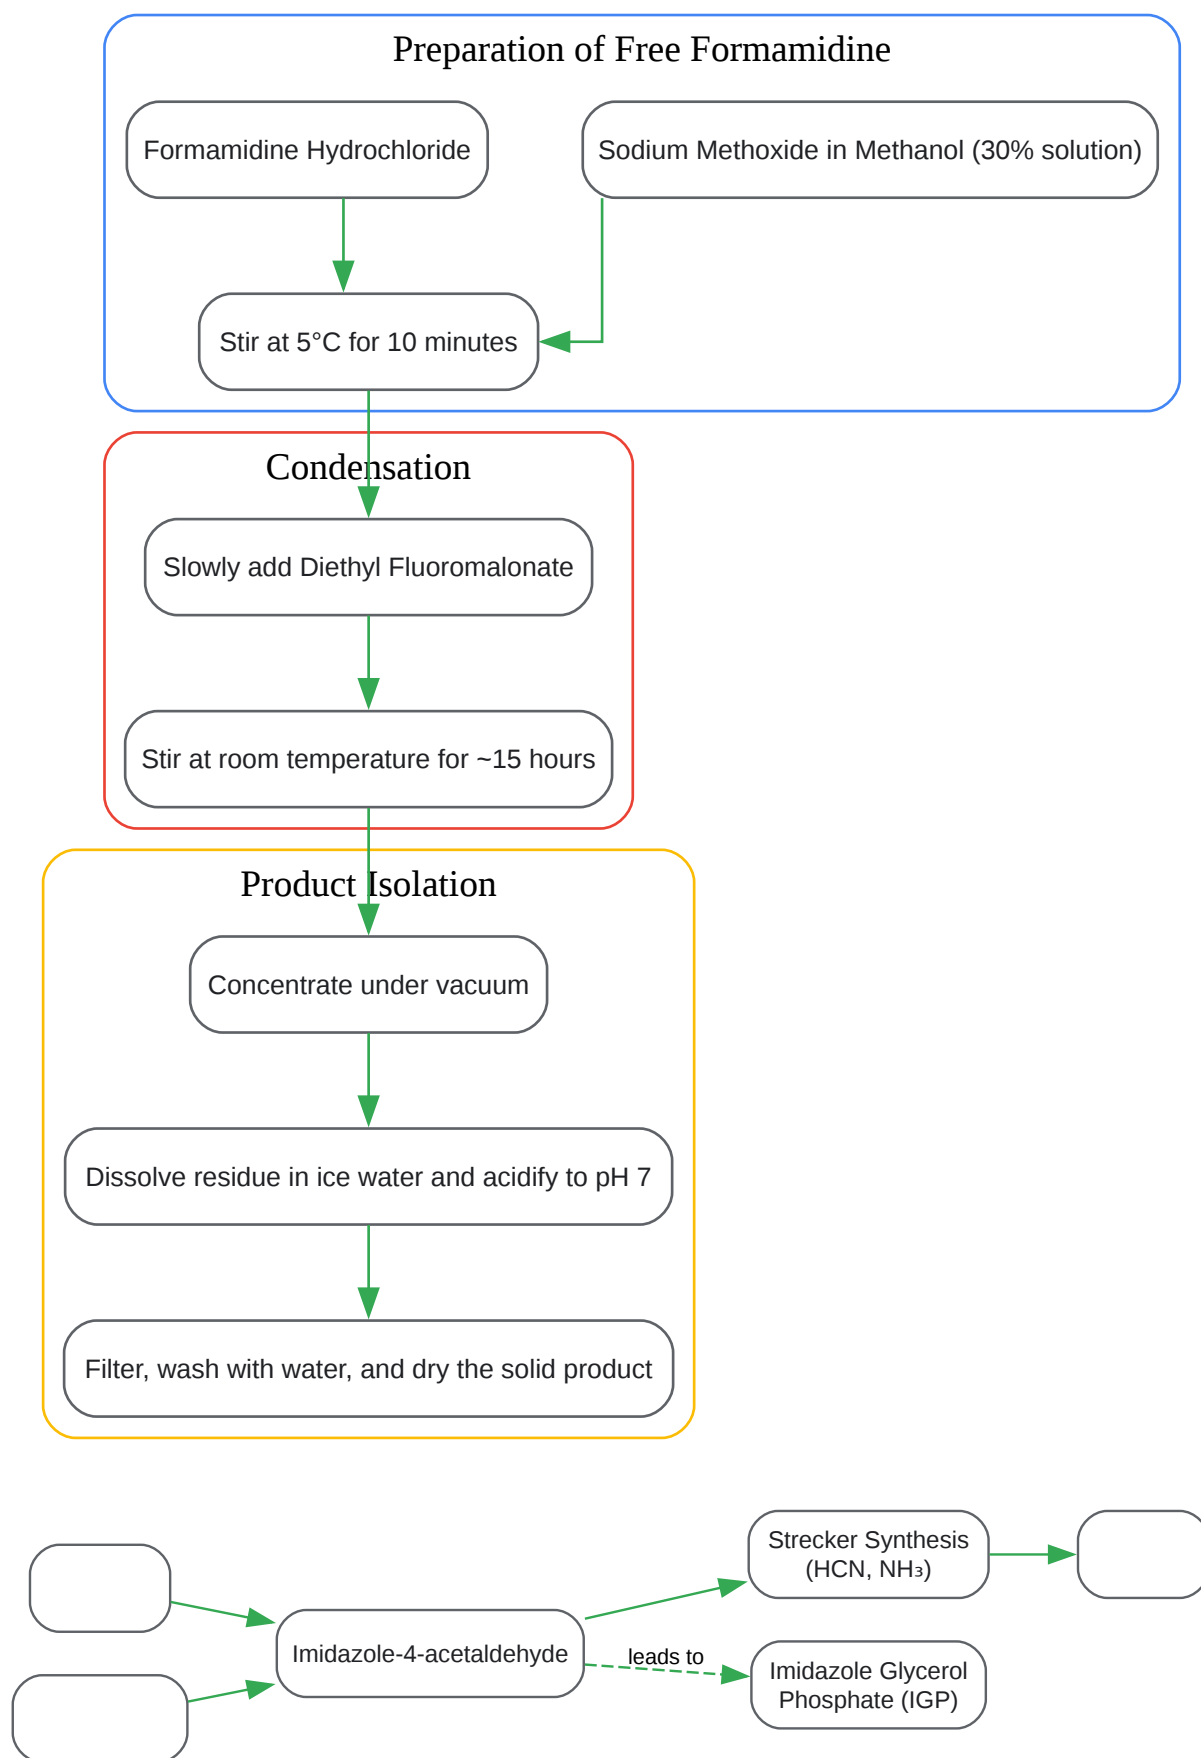 Preparation of Free Formamidine
Formamidine Hydrochloride
Sodium Methoxide in Methanol (30% solution)
Stir at 5°C for 10 minutes
Condensation
Slowly add Diethyl Fluoromalonate
Stir at room temperature for ~15 hours
Product Isolation
Concentrate under vacuum
Dissolve residue in ice water and acidify to pH 7
Filter, wash with water, and dry the solid product
Strecker Synthesis
(HCN, NH₃)
Imidazole-4-acetaldehyde
leads to
Imidazole Glycerol
Phosphate (IGP)